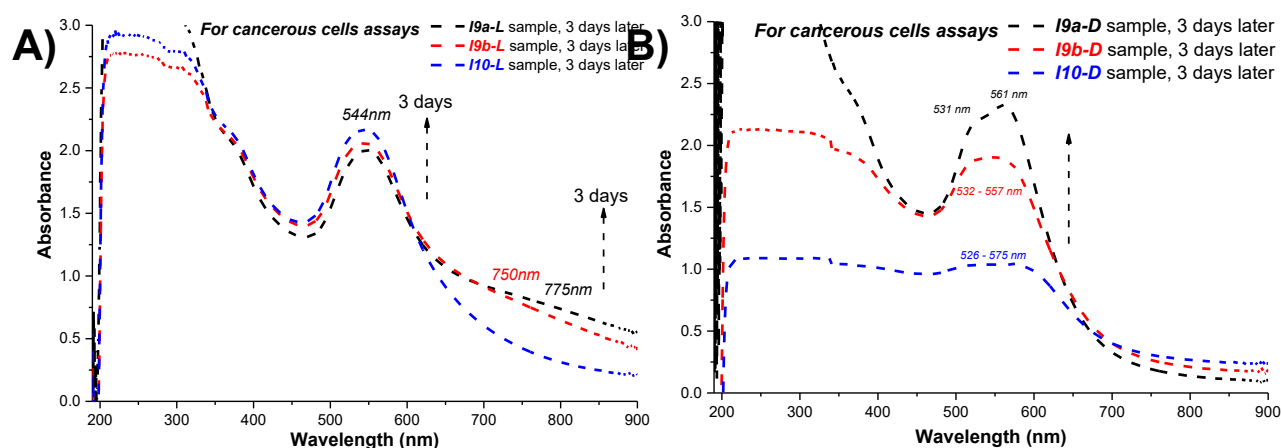 A)
For cancerous cells assays
I9a-L sample, 3 days later
I9b-L sample, 3 days later
I10-L sample, 3 days later
544nm
3 days
3 days
750nm
775nm
3.0
2.5
2.0
1.5
1.0
0.5
0.0
Absorbance
200 300 400 500 600 700 800 900
Wavelength (nm)
B)
For cancerous cells assays
I9a-D sample, 3 days later
I9b-D sample, 3 days later
I10-D sample, 3 days later
531 nm
561 nm
532 - 557 nm
526 - 575 nm
3.0
2.5
2.0
1.5
1.0
0.5
0.0
Absorbance
200 300 400 500 600 700 800 900
Wavelength (nm)